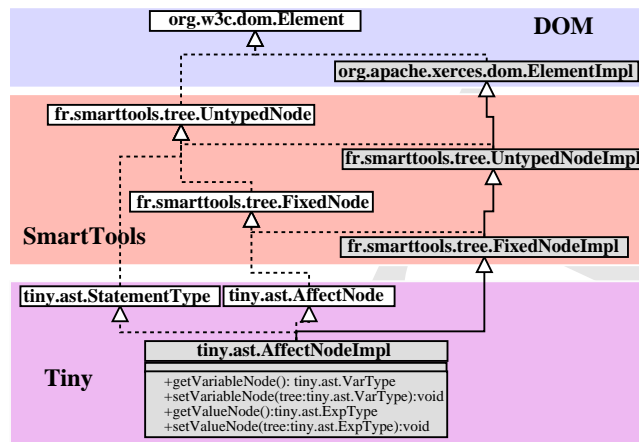 org.w3c.dom.Element
DOM
org.apache.xerces.dom.ElementImpl
fr.smarttools.tree.UntypedNode
fr.smarttools.tree.UntypedNodeImpl
fr.smarttools.tree.FixedNode
SmartTools
fr.smarttools.tree.FixedNodeImpl
tiny.ast.StatementType
tiny.ast.AffectNode
tiny.ast.AffectNodeImpl
Tiny
+getVariableNode(): tiny.ast.VarType
+setVariableNode(tree:tiny.ast.VarType):void
+getValueNode():tiny.ast.ExpType
+setValueNode(tree:tiny.ast.ExpType):void